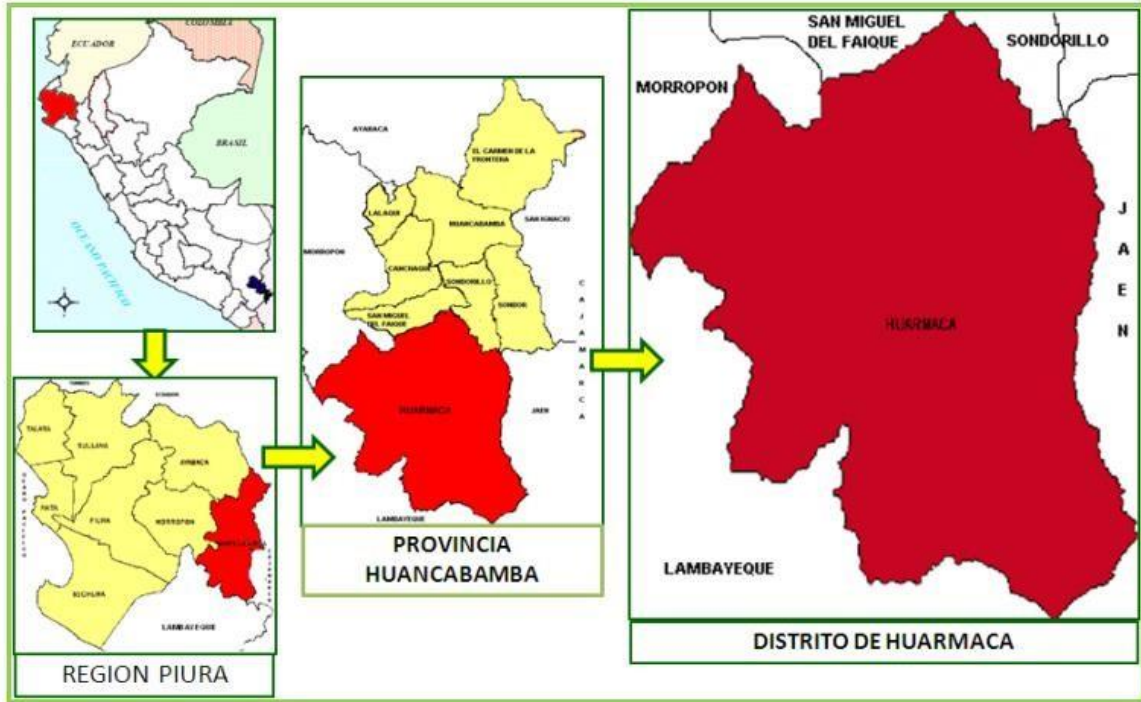 COLOMBIA
ECUADOR
BRASIL
OCEANO PACIFICO
TALARA
SULLANA
AYABACA
PAITA
PIURA
MORROPON
SECHURA
LAMBAYEQUE
REGION PIURA
AYABACA
EL CARMEN DE LA
FRONTERA
LALAQUI
HUANCABAMBA
SAN IGNACIO
MORROPON
CANCHAQUE
SONDORILLO
SONDOR
SAN MIGUEL
DEL FAIQUE
CAJAMARCA
HUARMACA
JAEN
LAMBAYEQUE
PROVINCIA
HUANCABAMBA
SAN MIGUEL
DEL FAIQUE
SONDORILLO
MORROPON
JAEN
HUARMACA
LAMBAYEQUE
DISTRITO DE HUARMACA